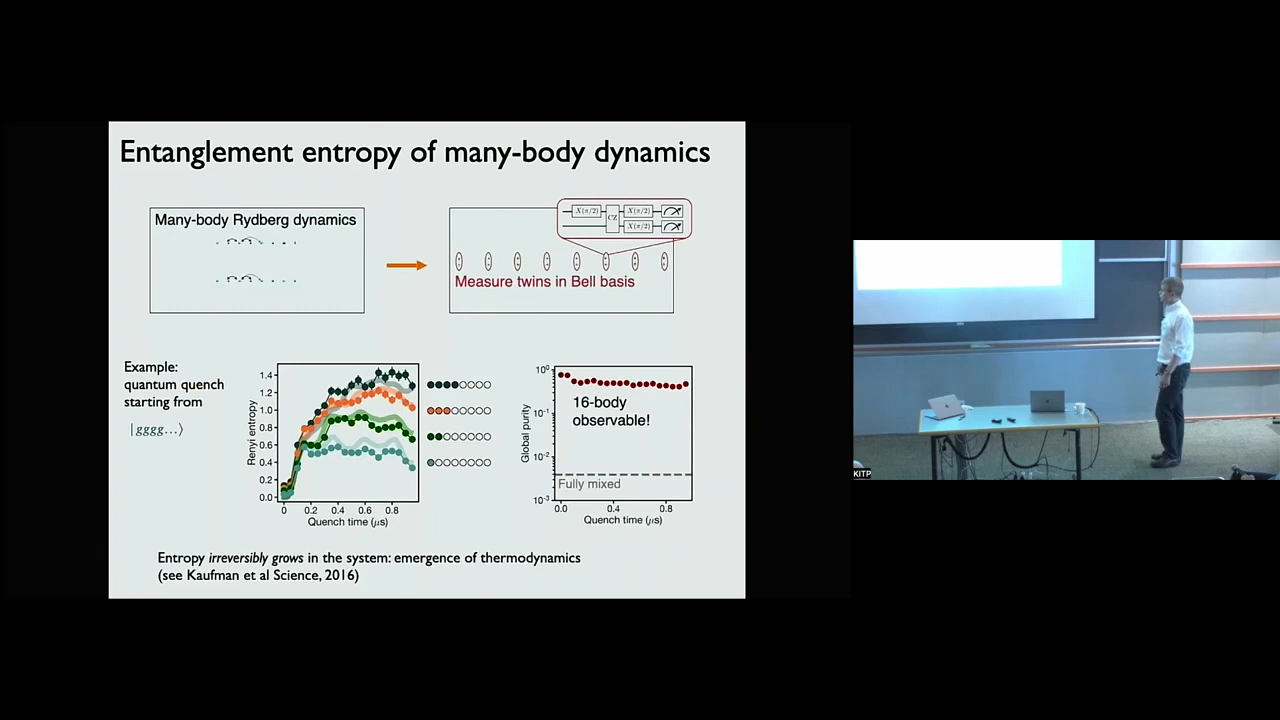 Entanglement entropy of many-body dynamics
Many-body Rydberg dynamics
X(π/2)
CZ
X(π/2)
X(π/2)
Measure twins in Bell basis
Example:
quantum quench
starting from
|gggg...⟩
Renyi entropy
1.4
1.2
1.0
0.8
0.6
0.4
0.2
0.0
0 0.2 0.4 0.6 0.8
Quench time (μs)
Global purity
10⁰
10⁻¹
10⁻²
10⁻³
16-body
observable!
Fully mixed
0.0 0.4 0.8
Quench time (μs)
Entropy irreversibly grows in the system: emergence of thermodynamics
(see Kaufman et al Science, 2016)
KITP